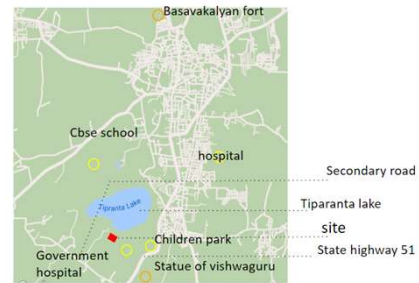 Basavakalyan fort
Cbse school
hospital
Secondary road
Zipranta Lake
Tiparanta lake
site
Children park
State highway 51
Government
hospital
Statue of vishwaguru